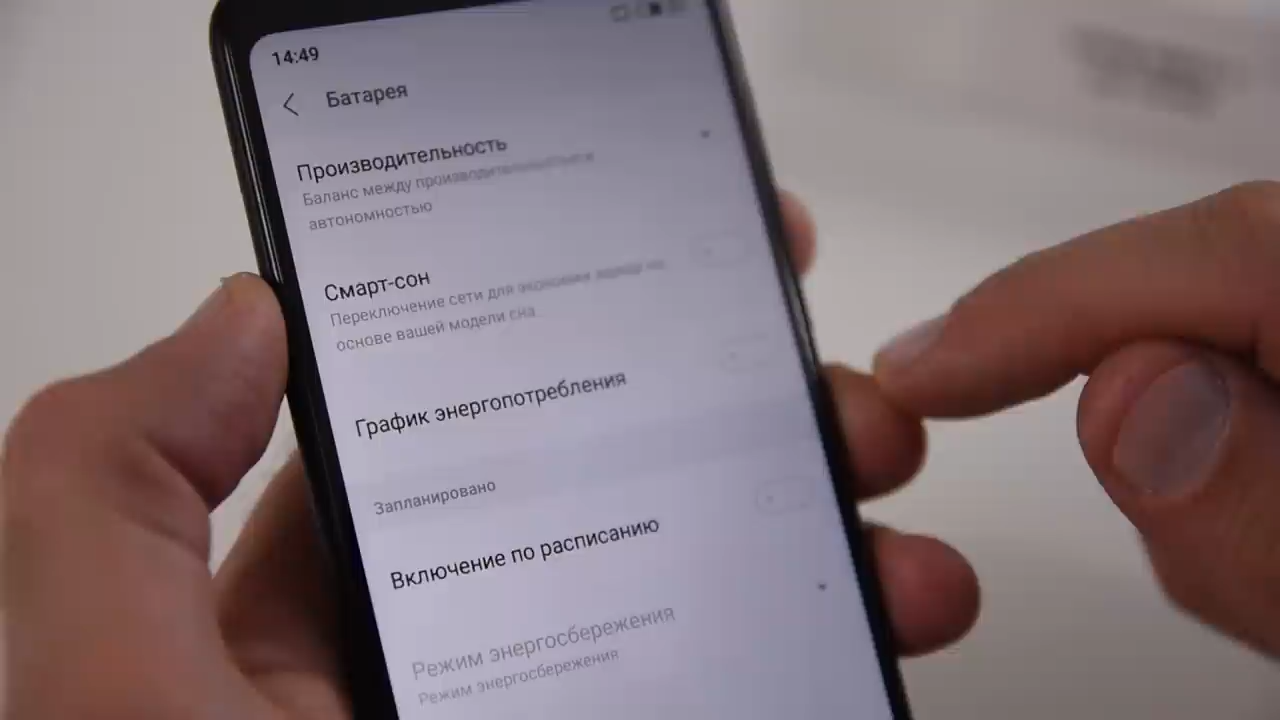 14:49
Батарея
Производительность
Баланс между производительностью и
автономностью
Смарт-сон
Переключение сети для экономии заряда на
основе вашей модели сна
График энергопотребления
Запланировано
Включение по расписанию
Режим энергосбережения
Режим энергосбережения